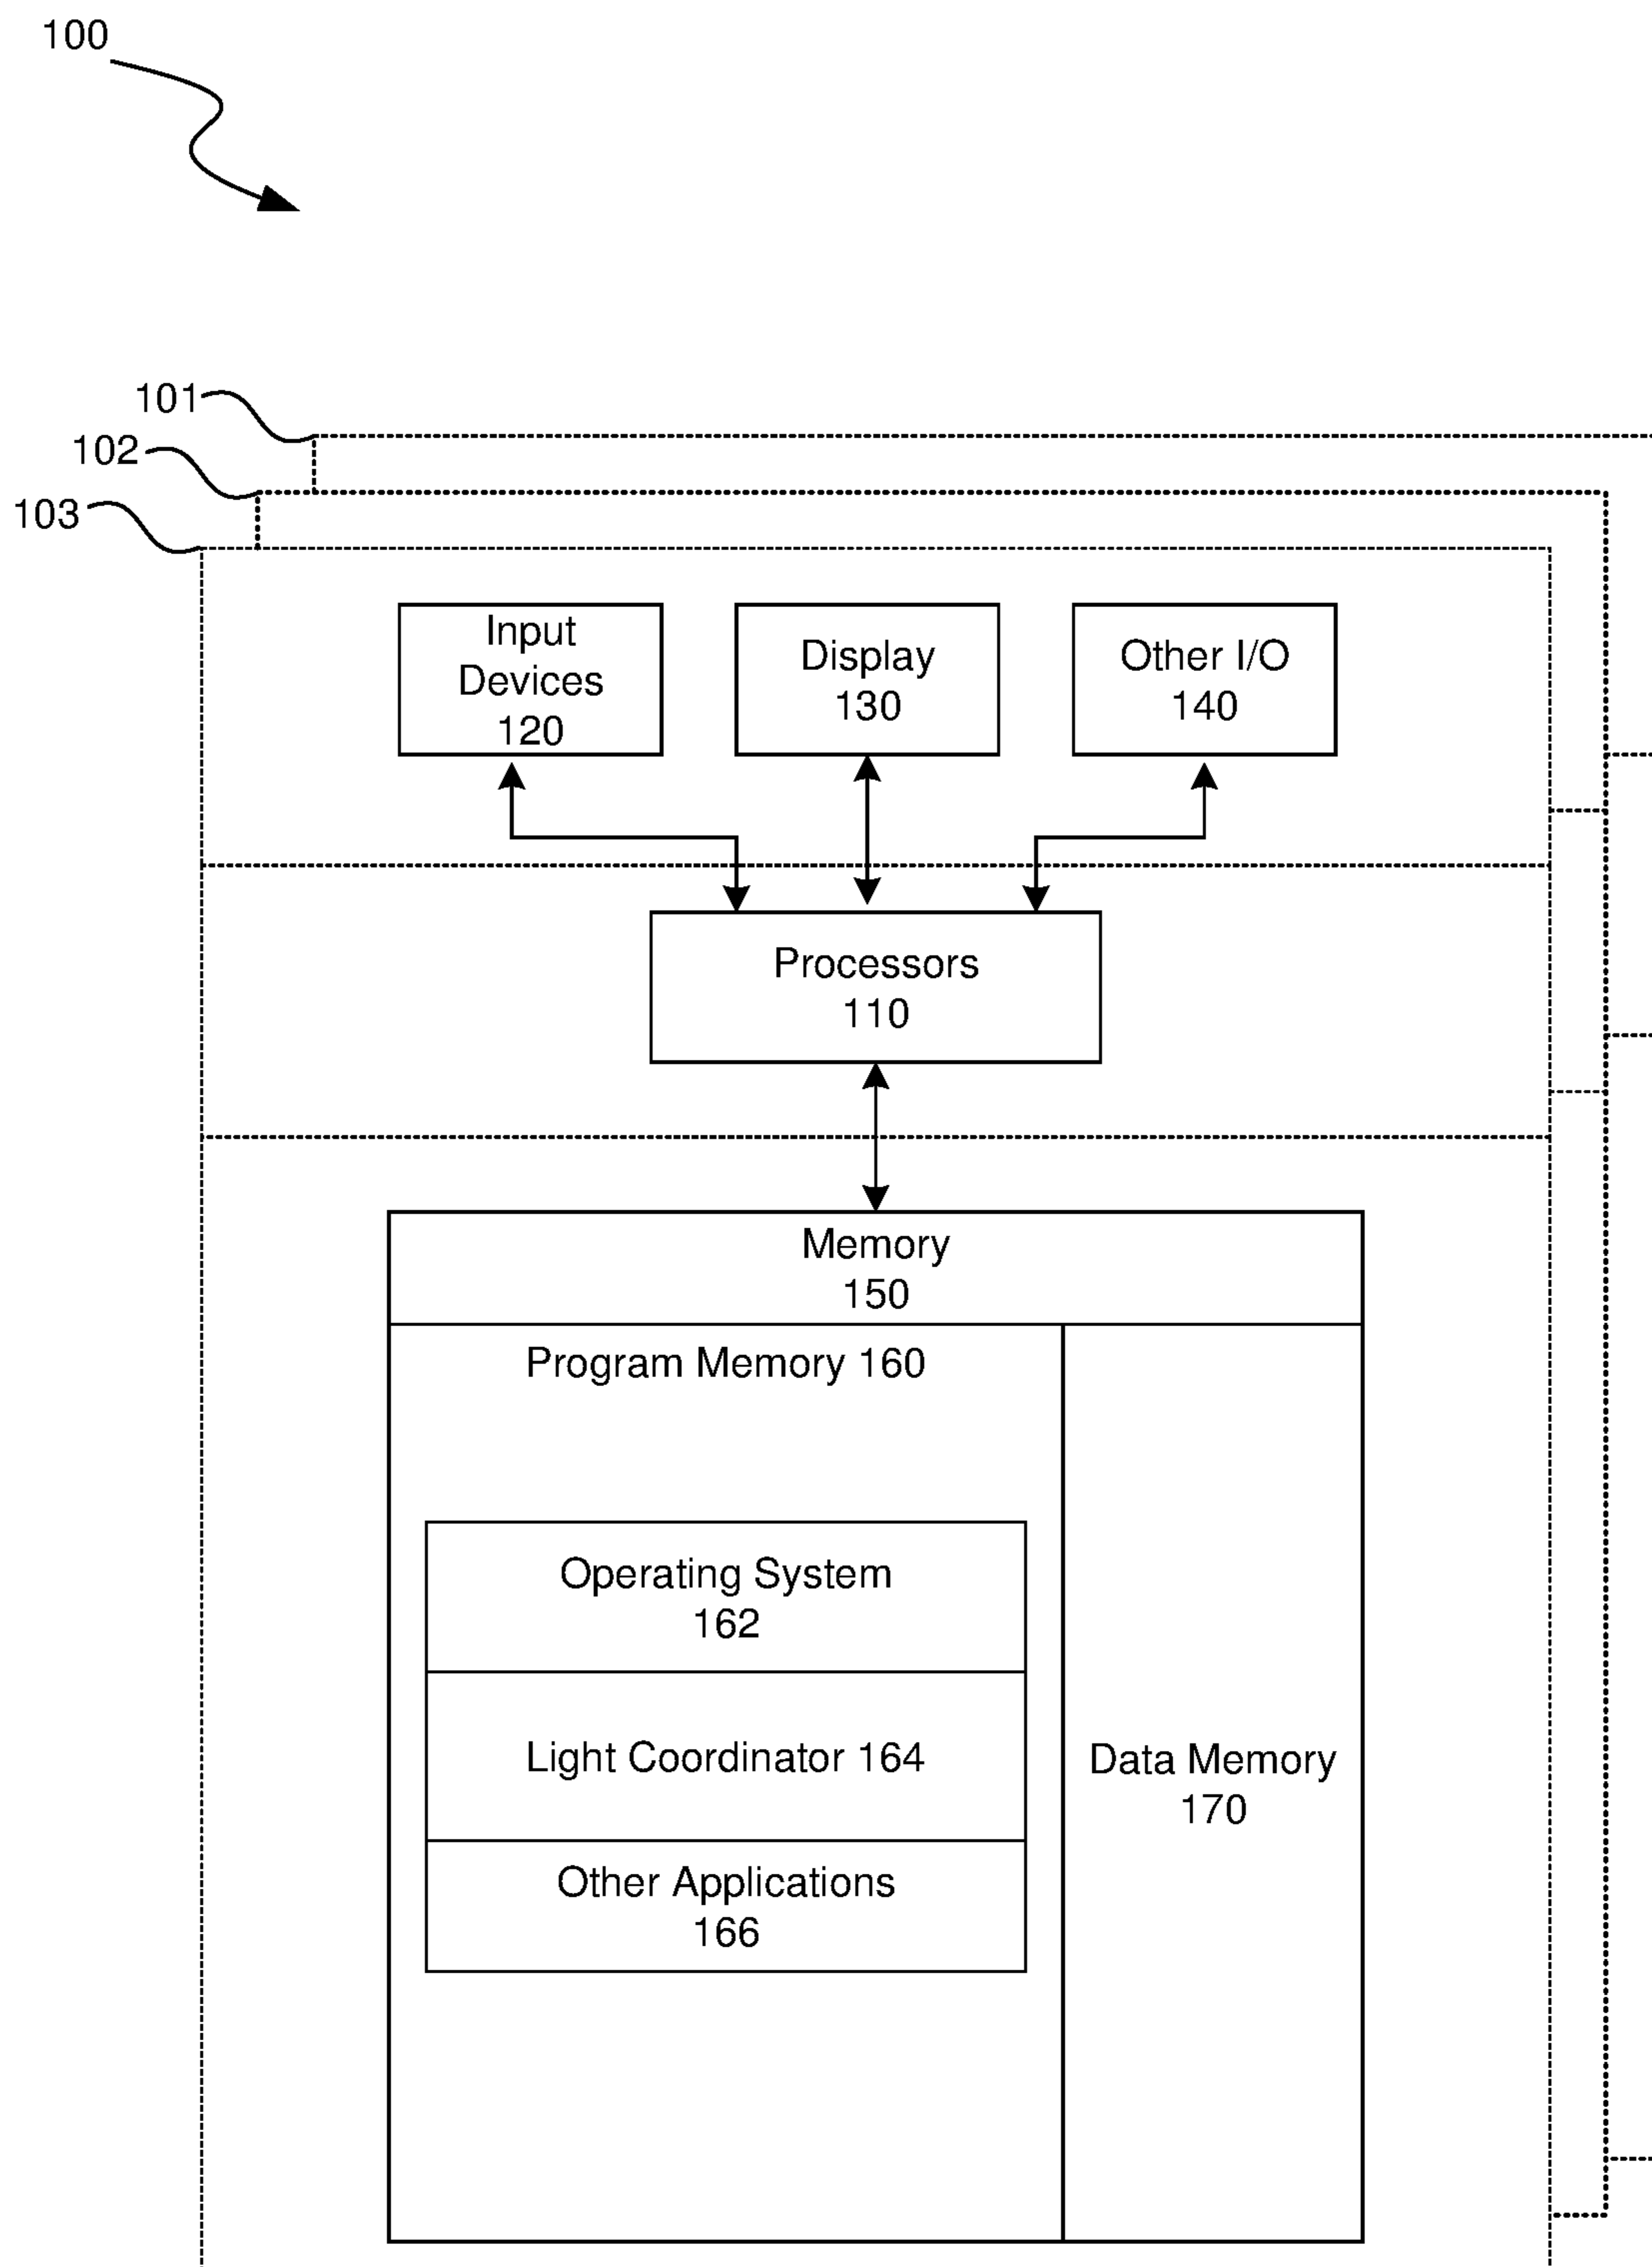 100
101
102
103
Input
Devices
120
Display
130
Other I/O
140
Processors
110
Memory
150
Program Memory 160
Operating System
162
Light Coordinator 164
Other Applications
166
Data Memory
170